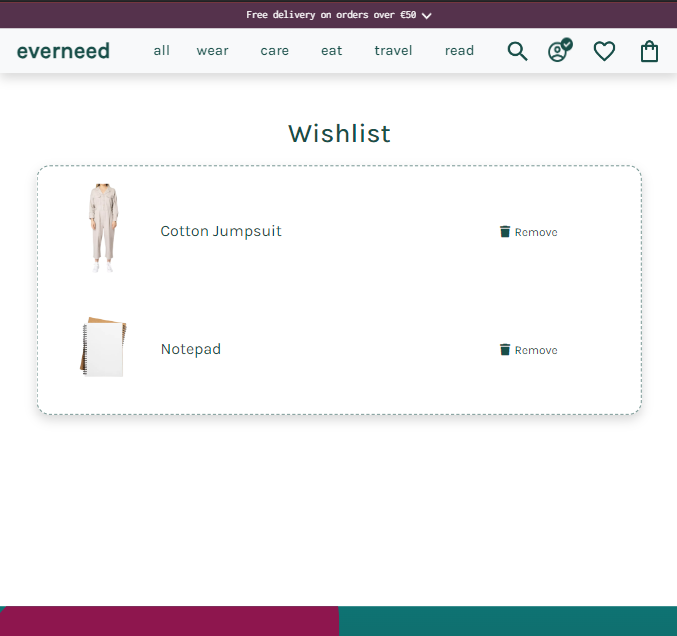 Free delivery on orders over €50
everneed all wear care eat travel read
Wishlist
Cotton Jumpsuit Remove
Notepad Remove